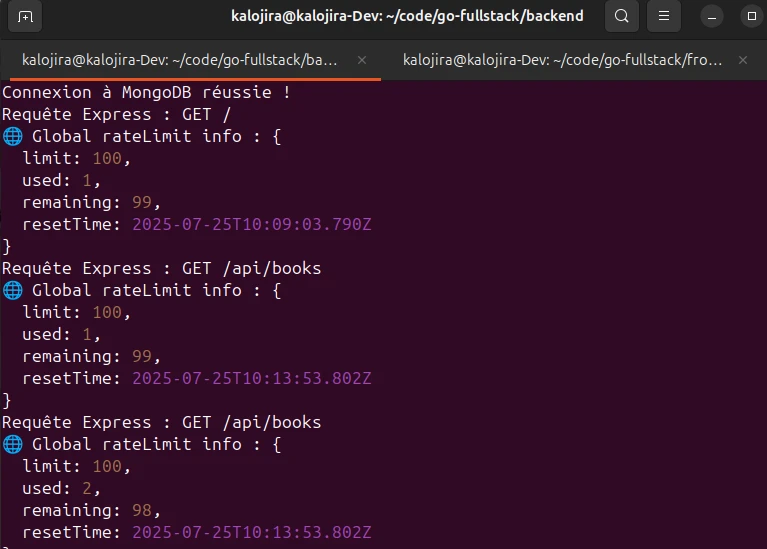 kalojira@kalojira-Dev: ~/code/go-fullstack/backend
kalojira@kalojira-Dev: ~/code/go-fullstack/ba...
kalojira@kalojira-Dev: ~/code/go-fullstack/fro...
Connexion à MongoDB réussie !
Requête Express : GET /
🌐 Global rateLimit info : {
  limit: 100,
  used: 1,
  remaining: 99,
  resetTime: 2025-07-25T10:09:03.790Z
}
Requête Express : GET /api/books
🌐 Global rateLimit info : {
  limit: 100,
  used: 1,
  remaining: 99,
  resetTime: 2025-07-25T10:13:53.802Z
}
Requête Express : GET /api/books
🌐 Global rateLimit info : {
  limit: 100,
  used: 2,
  remaining: 98,
  resetTime: 2025-07-25T10:13:53.802Z